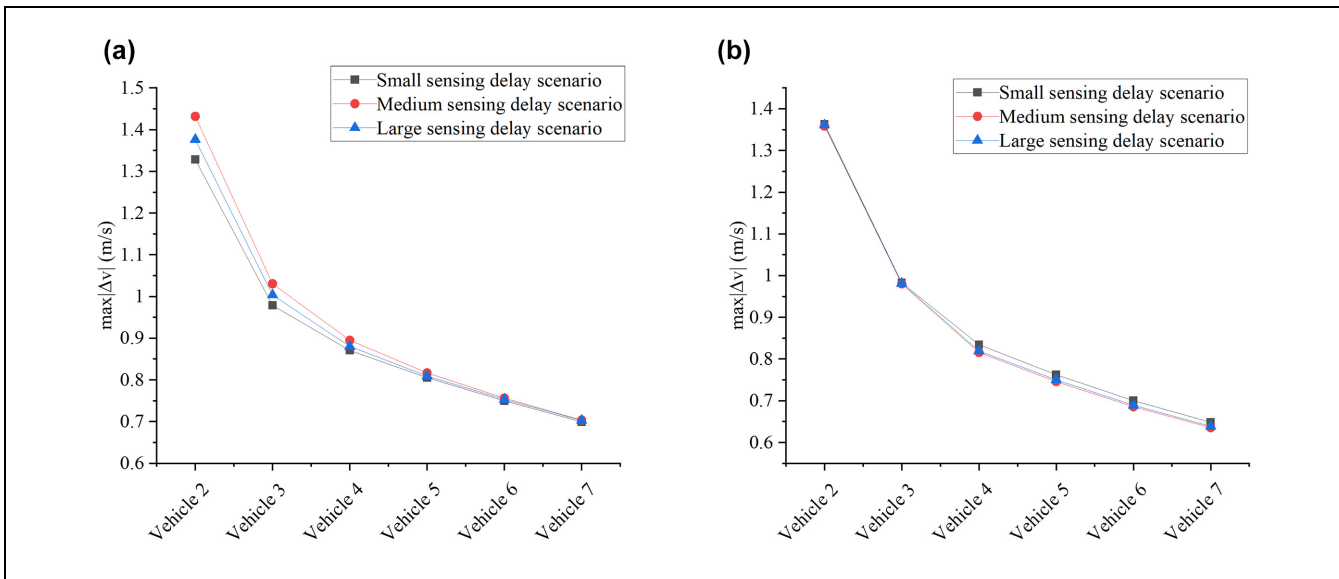 (a)
Small sensing delay scenario
Medium sensing delay scenario
Large sensing delay scenario
1.5
1.4
1.3
1.2
1.1
1
0.9
0.8
0.7
0.6
max|Δv| (m/s)
Vehicle 2
Vehicle 3
Vehicle 4
Vehicle 5
Vehicle 6
Vehicle 7
(b)
Small sensing delay scenario
Medium sensing delay scenario
Large sensing delay scenario
1.4
1.3
1.2
1.1
1
0.9
0.8
0.7
0.6
max|Δv| (m/s)
Vehicle 2
Vehicle 3
Vehicle 4
Vehicle 5
Vehicle 6
Vehicle 7